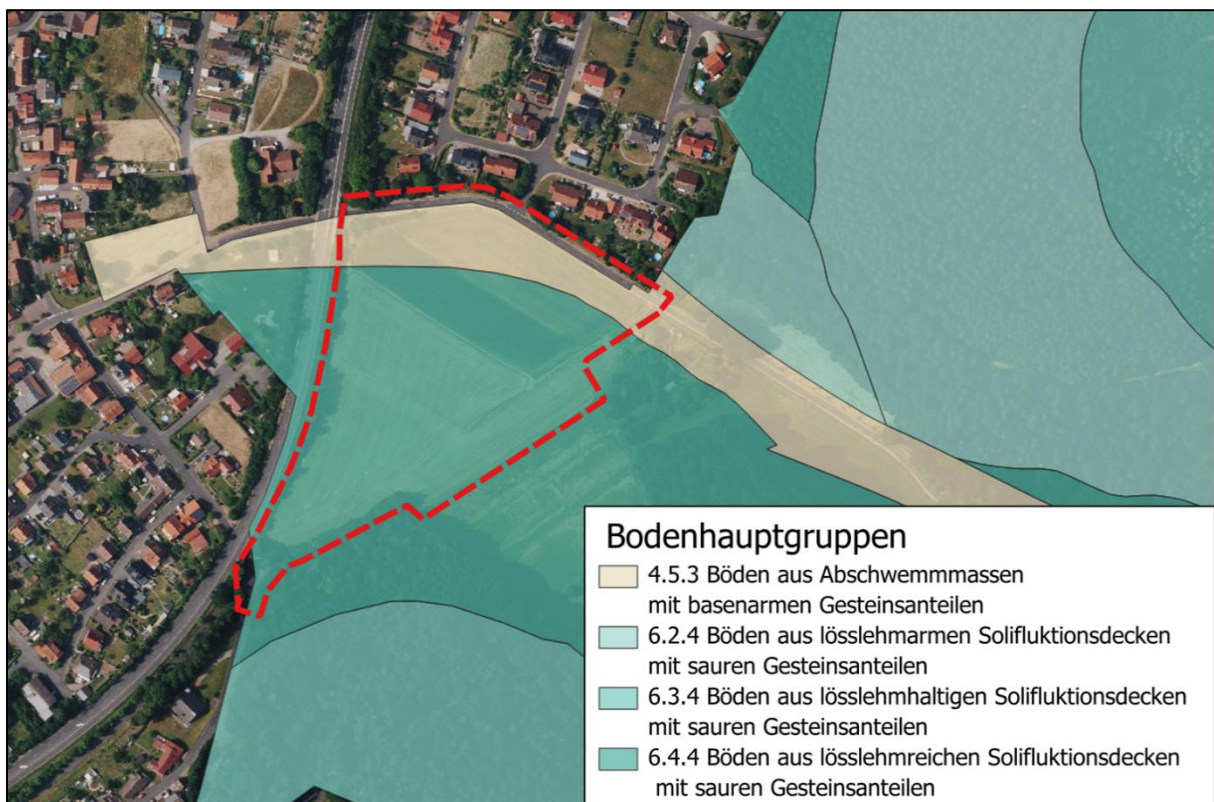 Bodenhauptgruppen
4.5.3 Böden aus Abschwemmmassen
mit basenarmen Gesteinsanteilen
6.2.4 Böden aus lösslehmarmen Solifluktionsdecken
mit sauren Gesteinsanteilen
6.3.4 Böden aus lösslehmhaltigen Solifluktionsdecken
mit sauren Gesteinsanteilen
6.4.4 Böden aus lösslehmreichen Solifluktionsdecken
mit sauren Gesteinsanteilen